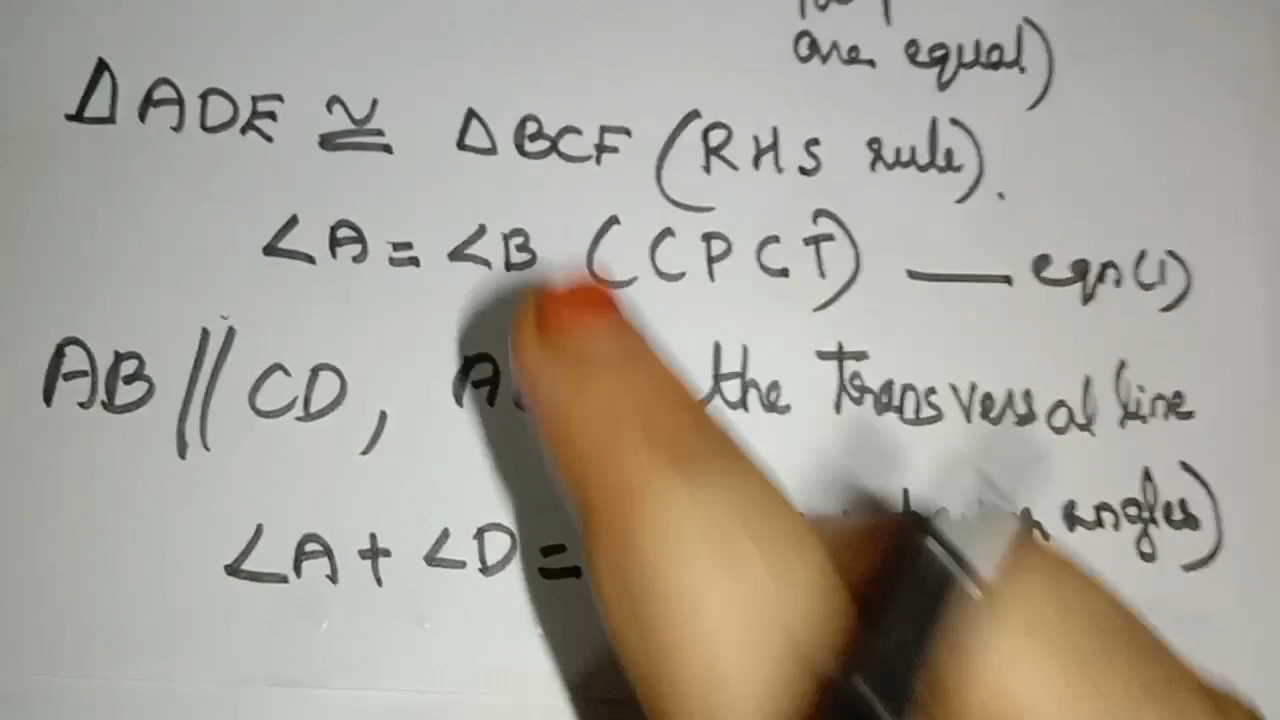 are equal)
ΔADE ≅ ΔBCF (RHS rule).
∠A = ∠B (CPCT) — eqn(1)
AB // CD, the transversal line
∠A + ∠D = angles)